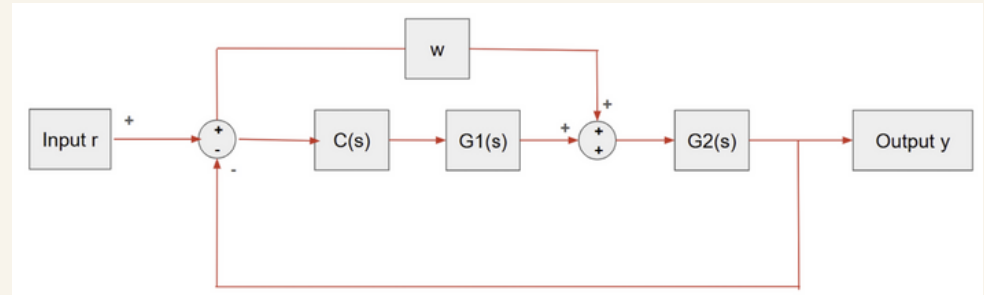 w
+
+
Input r
+
-
C(s)
G1(s)
+
+
+
G2(s)
Output y
-